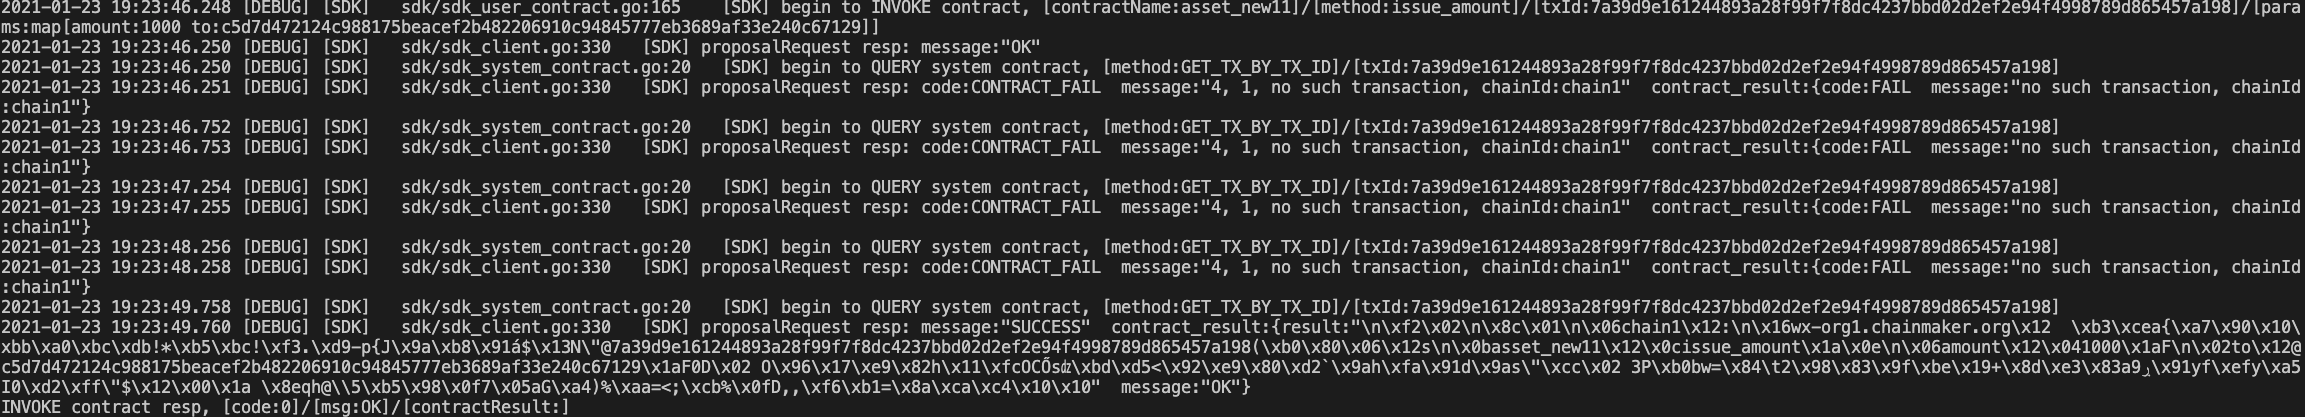 2021-01-23 19:23:46.248 [DEBUG] [SDK]   sdk/sdk_user_contract.go:165    [SDK] begin to INVOKE contract, [contractName:asset_new11]/[method:issue_amount]/[txId:7a39d9e161244893a28f99f7f8dc4237bbd02d2ef2e94f4998789d865457a198]/[para
ms:map[amount:1000 to:c5d7d472124c988175beacef2b482206910c94845777eb3689af33e240c67129]]
2021-01-23 19:23:46.250 [DEBUG] [SDK]   sdk/sdk_client.go:330   [SDK] proposalRequest resp: message:"OK"
2021-01-23 19:23:46.250 [DEBUG] [SDK]   sdk/sdk_system_contract.go:20   [SDK] begin to QUERY system contract, [method:GET_TX_BY_TX_ID]/[txId:7a39d9e161244893a28f99f7f8dc4237bbd02d2ef2e94f4998789d865457a198]
2021-01-23 19:23:46.251 [DEBUG] [SDK]   sdk/sdk_client.go:330   [SDK] proposalRequest resp: code:CONTRACT_FAIL  message:"4, 1, no such transaction, chainId:chain1"  contract_result:{code:FAIL  message:"no such transaction, chainId
:chain1"}
2021-01-23 19:23:46.752 [DEBUG] [SDK]   sdk/sdk_system_contract.go:20   [SDK] begin to QUERY system contract, [method:GET_TX_BY_TX_ID]/[txId:7a39d9e161244893a28f99f7f8dc4237bbd02d2ef2e94f4998789d865457a198]
2021-01-23 19:23:46.753 [DEBUG] [SDK]   sdk/sdk_client.go:330   [SDK] proposalRequest resp: code:CONTRACT_FAIL  message:"4, 1, no such transaction, chainId:chain1"  contract_result:{code:FAIL  message:"no such transaction, chainId
:chain1"}
2021-01-23 19:23:47.254 [DEBUG] [SDK]   sdk/sdk_system_contract.go:20   [SDK] begin to QUERY system contract, [method:GET_TX_BY_TX_ID]/[txId:7a39d9e161244893a28f99f7f8dc4237bbd02d2ef2e94f4998789d865457a198]
2021-01-23 19:23:47.255 [DEBUG] [SDK]   sdk/sdk_client.go:330   [SDK] proposalRequest resp: code:CONTRACT_FAIL  message:"4, 1, no such transaction, chainId:chain1"  contract_result:{code:FAIL  message:"no such transaction, chainId
:chain1"}
2021-01-23 19:23:48.256 [DEBUG] [SDK]   sdk/sdk_system_contract.go:20   [SDK] begin to QUERY system contract, [method:GET_TX_BY_TX_ID]/[txId:7a39d9e161244893a28f99f7f8dc4237bbd02d2ef2e94f4998789d865457a198]
2021-01-23 19:23:48.258 [DEBUG] [SDK]   sdk/sdk_client.go:330   [SDK] proposalRequest resp: code:CONTRACT_FAIL  message:"4, 1, no such transaction, chainId:chain1"  contract_result:{code:FAIL  message:"no such transaction, chainId
:chain1"}
2021-01-23 19:23:49.758 [DEBUG] [SDK]   sdk/sdk_system_contract.go:20   [SDK] begin to QUERY system contract, [method:GET_TX_BY_TX_ID]/[txId:7a39d9e161244893a28f99f7f8dc4237bbd02d2ef2e94f4998789d865457a198]
2021-01-23 19:23:49.760 [DEBUG] [SDK]   sdk/sdk_client.go:330   [SDK] proposalRequest resp: message:"SUCCESS"  contract_result:{result:"\n\xf2\x02\n\x8c\x01\n\x06chain1\x12:\n\x16wx-org1.chainmaker.org\x12  \xb3\xcea{\xa7\x90\x10\
\xbb\xa0\xbc\xdb!*\xb5\xbc!\xf3.\xd9-p{J\x9a\xb8\x91á$\x13N\"@7a39d9e161244893a28f99f7f8dc4237bbd02d2ef2e94f4998789d865457a198(\xb0\x80\x06\x12s\n\x0basset_new11\x12\x0cissue_amount\x1a\x0e\n\x06amount\x12\x041000\x1aF\n\x02to\x12@
c5d7d472124c988175beacef2b482206910c94845777eb3689af33e240c67129\x1aF0D\x02 O\x96\x17\xe9\x82h\x11\xfcOCŐs\xbd\xd5<\x92\xe9\x80\xd2`\x9ah\xfa\x91d\x9as\"\xcc\x02 3P\xb0bw=\x84\t2\x98\x83\x9f\xbe\x19+\x8d\xe3\x83a9\x91yf\xefy\xa5
I0\xd2\xff\"$\x12\x00\x1a \x8eqh@\\5\xb5\x98\x0f7\x05aG\xa4)%\xaa=<;\xcb%\x0fD,,\xf6\xb1=\x8a\xca\xc4\x10\x10"  message:"OK"}
INVOKE contract resp, [code:0]/[msg:OK]/[contractResult:]